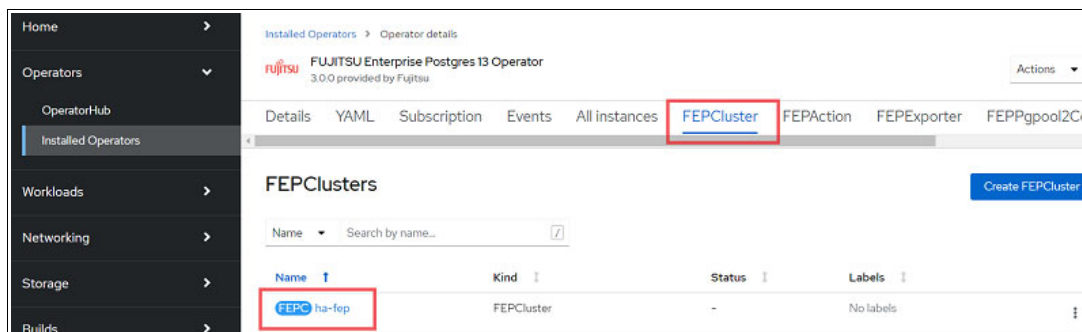 Home
Operators
OperatorHub
Installed Operators
Workloads
Networking
Storage
Builds
Installed Operators > Operator details
FUJITSU
FUJITSU Enterprise Postgres 13 Operator
3.0.0 provided by Fujitsu
Actions
Details YAML Subscription Events All instances FEPCluster FEPAction FEPExporter FEPPgpool2Ce
FEPClusters
Create FEPCluster
Name Search by name... /
Name Kind Status Labels
FEPC ha-fep FEPCluster - No labels